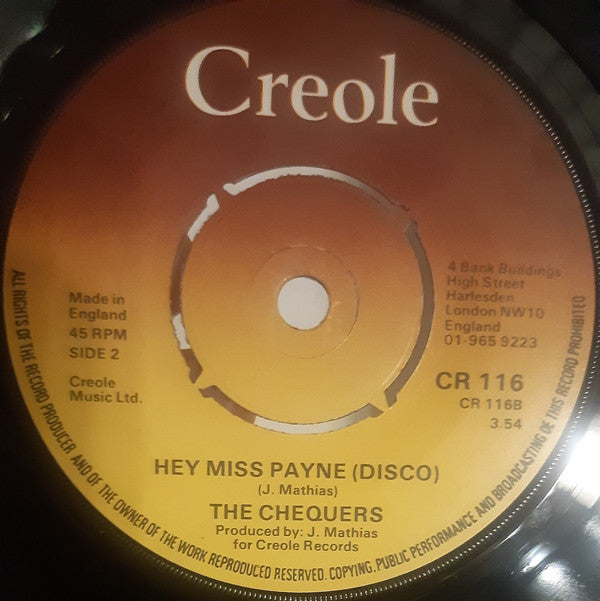 Creole
Made in
England
45 RPM
SIDE 2
Creole
Music Ltd.
4 Bank Buildings
High Street
Harlesden
London NW10
England
01-965 9223
CR 116
CR 116B
3.54
HEY MISS PAYNE (DISCO)
(J. Mathias)
THE CHEQUERS
Produced by: J. Mathias
for Creole Records
ALL RIGHTS OF THE RECORD PRODUCER AND OF THE OWNER OF THE WORK REPRODUCED RESERVED. COPYING, PUBLIC PERFORMANCE AND BROADCASTING OF THIS RECORD PROHIBITED